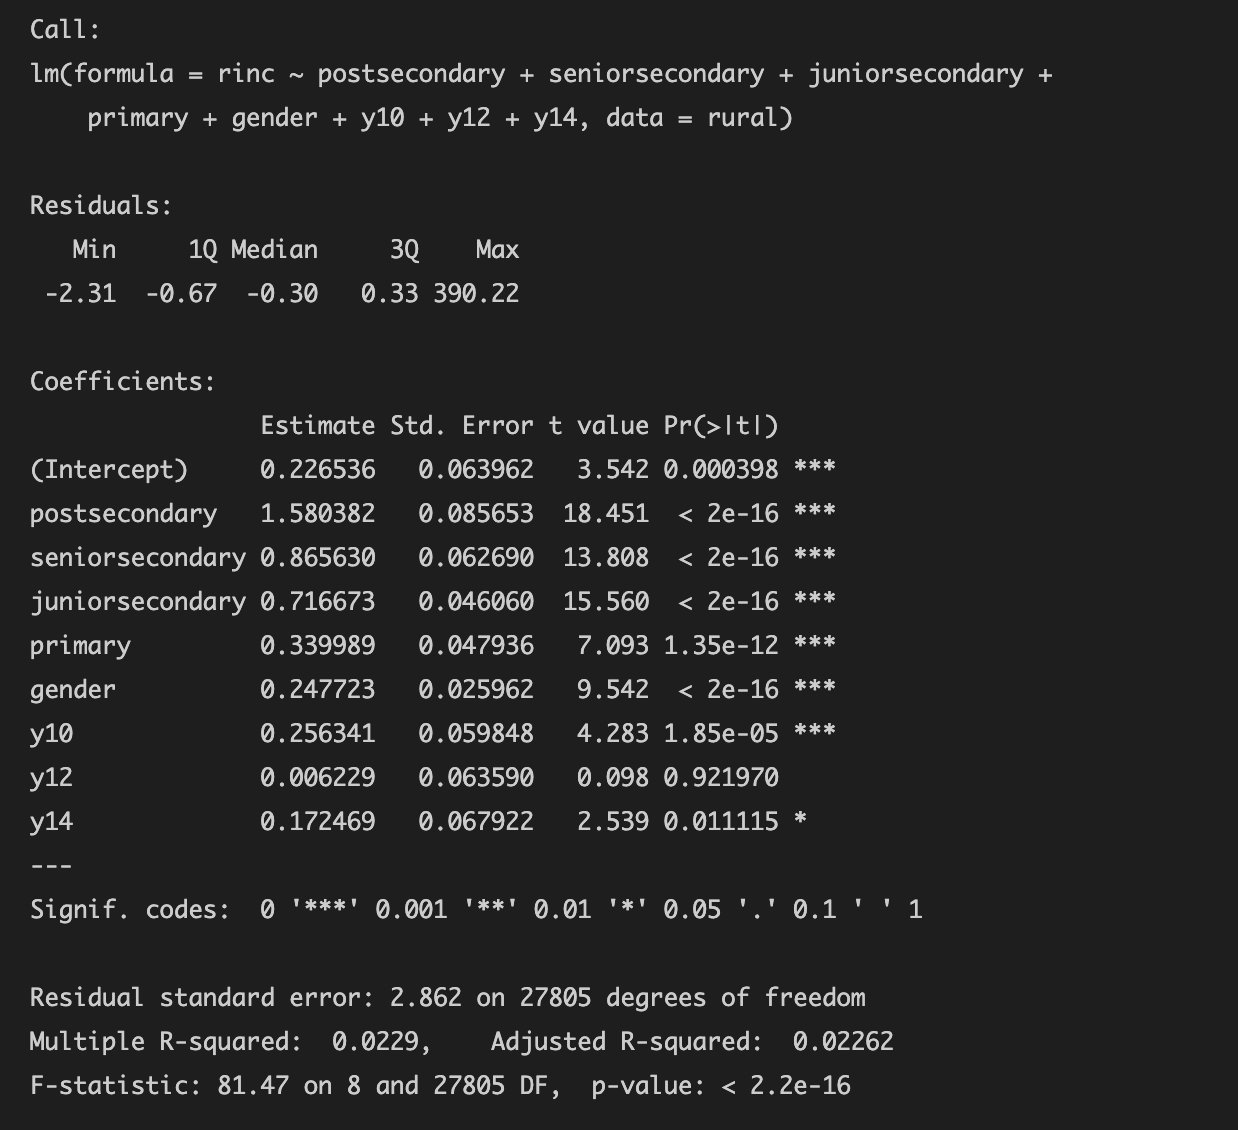 Call:
lm(formula = rinc ~ postsecondary + seniorsecondary + juniorsecondary +
    primary + gender + y10 + y12 + y14, data = rural)

Residuals:
   Min     1Q Median     3Q    Max
 -2.31  -0.67  -0.30   0.33 390.22

Coefficients:
                Estimate Std. Error t value Pr(>|t|)
(Intercept)     0.226536   0.063962   3.542 0.000398 ***
postsecondary   1.580382   0.085653  18.451  < 2e-16 ***
seniorsecondary 0.865630   0.062690  13.808  < 2e-16 ***
juniorsecondary 0.716673   0.046060  15.560  < 2e-16 ***
primary         0.339989   0.047936   7.093 1.35e-12 ***
gender          0.247723   0.025962   9.542  < 2e-16 ***
y10             0.256341   0.059848   4.283 1.85e-05 ***
y12             0.006229   0.063590   0.098 0.921970
y14             0.172469   0.067922   2.539 0.011115 *
---
Signif. codes:  0 '***' 0.001 '**' 0.01 '*' 0.05 '.' 0.1 ' ' 1

Residual standard error: 2.862 on 27805 degrees of freedom
Multiple R-squared:  0.0229,    Adjusted R-squared:  0.02262
F-statistic: 81.47 on 8 and 27805 DF,  p-value: < 2.2e-16